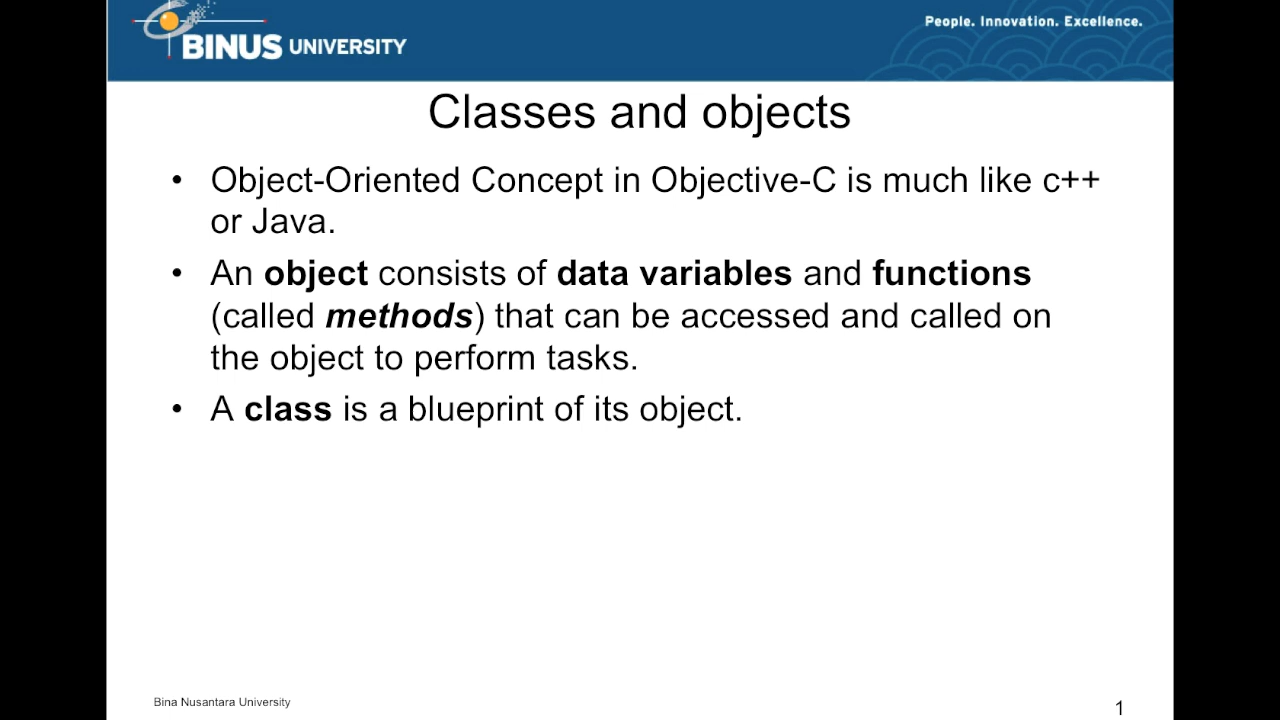 BINUS UNIVERSITY
People. Innovation. Excellence.
Classes and objects
• Object-Oriented Concept in Objective-C is much like c++
or Java.
• An object consists of data variables and functions
(called methods) that can be accessed and called on
the object to perform tasks.
• A class is a blueprint of its object.
Bina Nusantara University
1